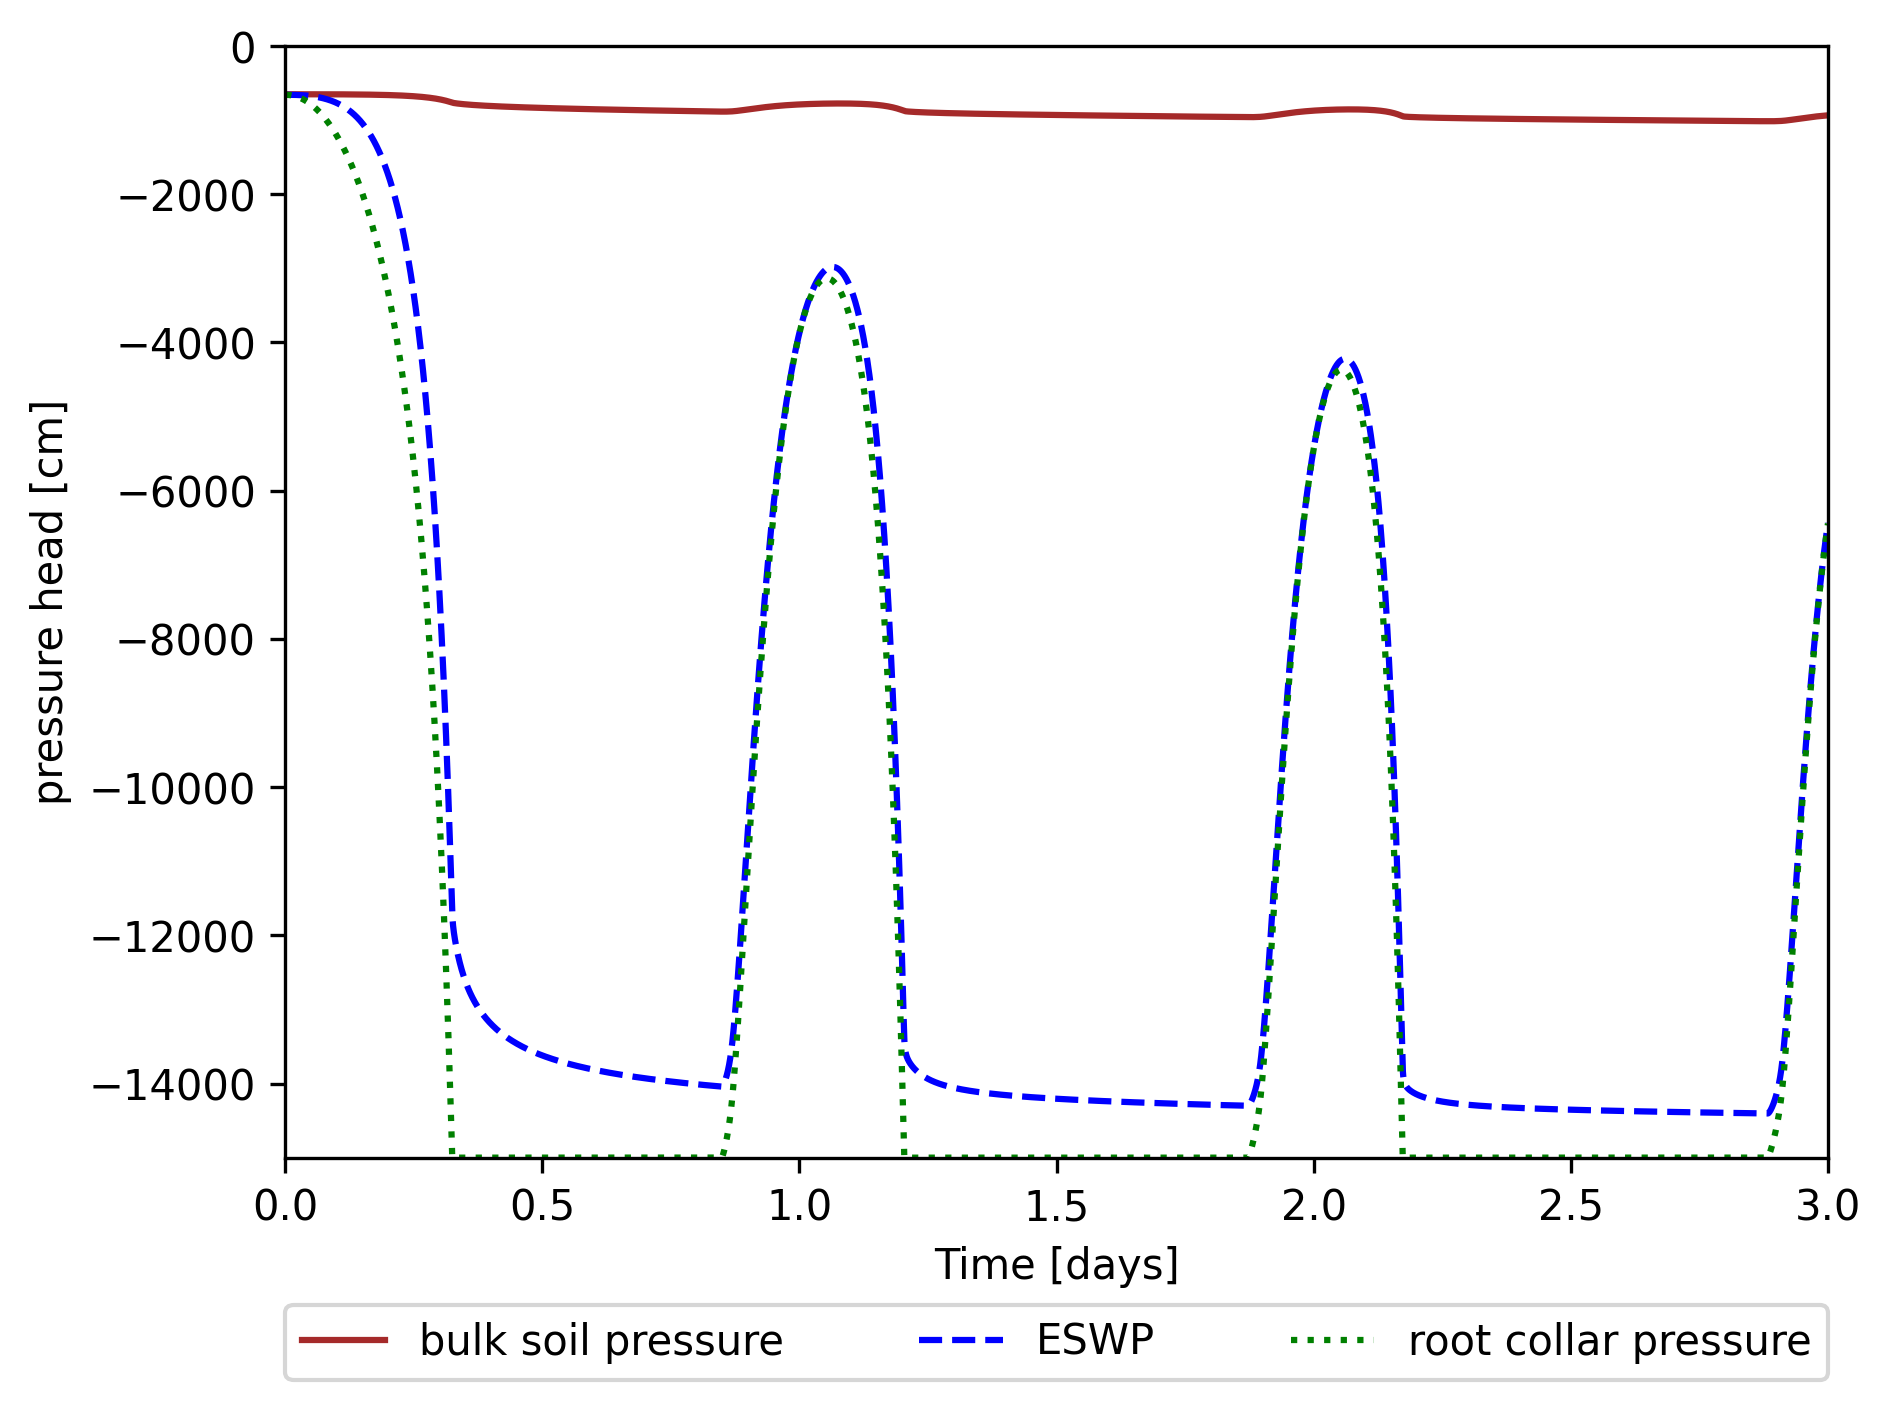 0
−2000
−4000
−6000
−8000
−10000
−12000
−14000
pressure head [cm]
0.0 0.5 1.0 1.5 2.0 2.5 3.0
Time [days]
bulk soil pressure ESWP root collar pressure